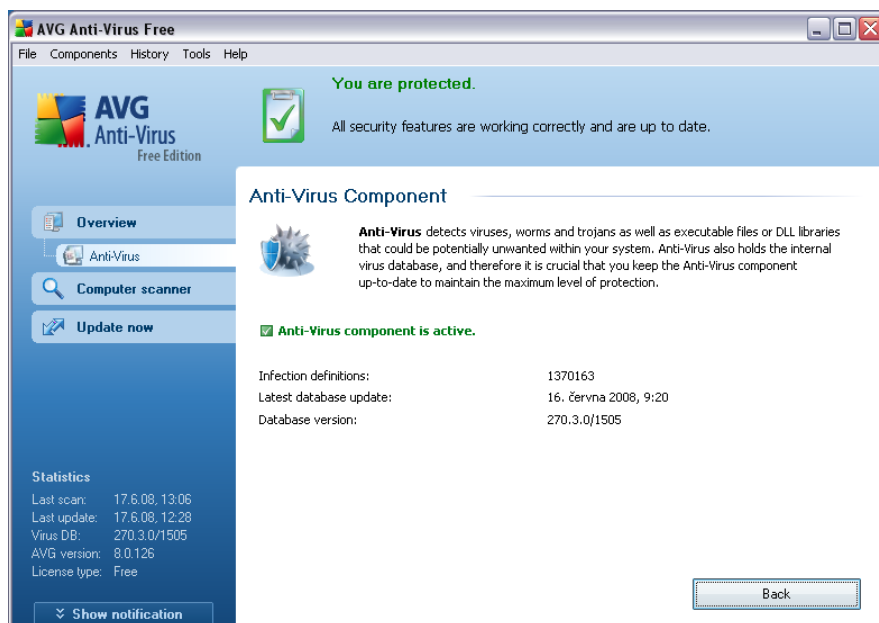 AVG Anti-Virus Free
File Components History Tools Help
AVG
Anti-Virus
Free Edition
You are protected.
All security features are working correctly and are up to date.
Overview
Anti-Virus
Computer scanner
Update now
Anti-Virus Component
Anti-Virus detects viruses, worms and trojans as well as executable files or DLL libraries
that could be potentially unwanted within your system. Anti-Virus also holds the internal
virus database, and therefore it is crucial that you keep the Anti-Virus component
up-to-date to maintain the maximum level of protection.
Anti-Virus component is active.
Infection definitions: 1370163
Latest database update: 16. června 2008, 9:20
Database version: 270.3.0/1505
Statistics
Last scan: 17.6.08, 13:06
Last update: 17.6.08, 12:28
Virus DB: 270.3.0/1505
AVG version: 8.0.126
License type: Free
Show notification
Back